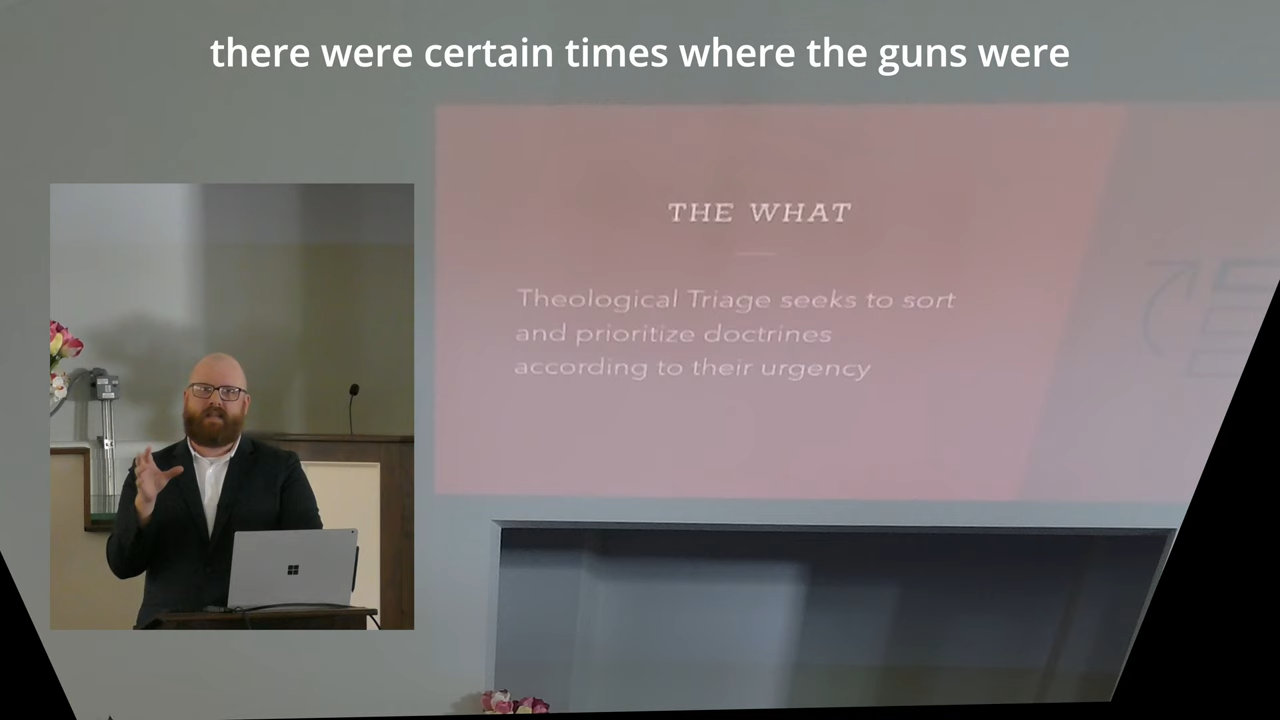 there were certain times where the guns were
THE WHAT
Theological Triage seeks to sort
and prioritize doctrines
according to their urgency